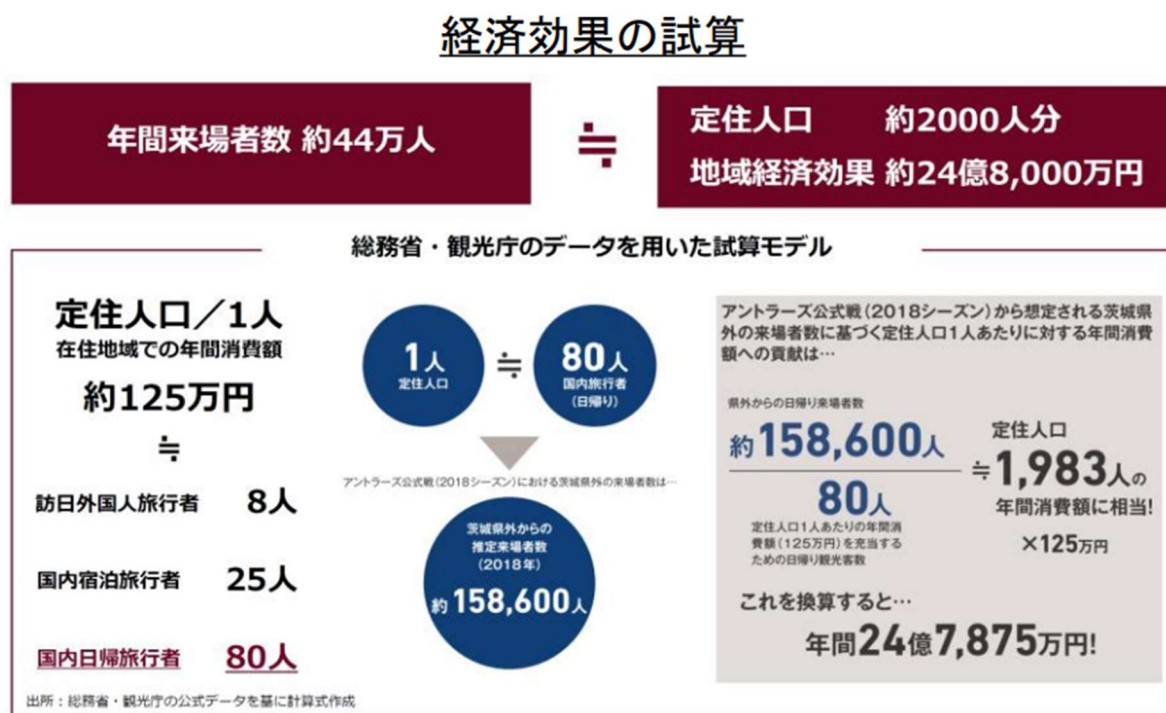 経済効果の試算
年間来場者数 約44万人
≒
定住人口 約2000人分
地域経済効果 約24億8,000万円
総務省・観光庁のデータを用いた試算モデル
定住人口/1人
在住地域での年間消費額
約125万円
≒
訪日外国人旅行者 8人
国内宿泊旅行者 25人
国内日帰旅行者 80人
出所:総務省・観光庁の公式データを基に計算式作成
1人
定住人口
≒
80人
国内旅行者
(日帰り)
アントラーズ公式戦(2018シーズン)における茨城県外の来場者数は…
茨城県外からの
推定来場者数
(2018年)
約158,600人
アントラーズ公式戦(2018シーズン)から想定される茨城県
外の来場者数に基づく定住人口1人あたりに対する年間消費
額への貢献は…
県外からの日帰り来場者数
約158,600人
80人
定住人口1人あたりの年間消
費額(125万円)を充当する
ための日帰り観光客数
定住人口
≒1,983人の
年間消費額に相当!
×125万円
これを換算すると…
年間24億7,875万円!